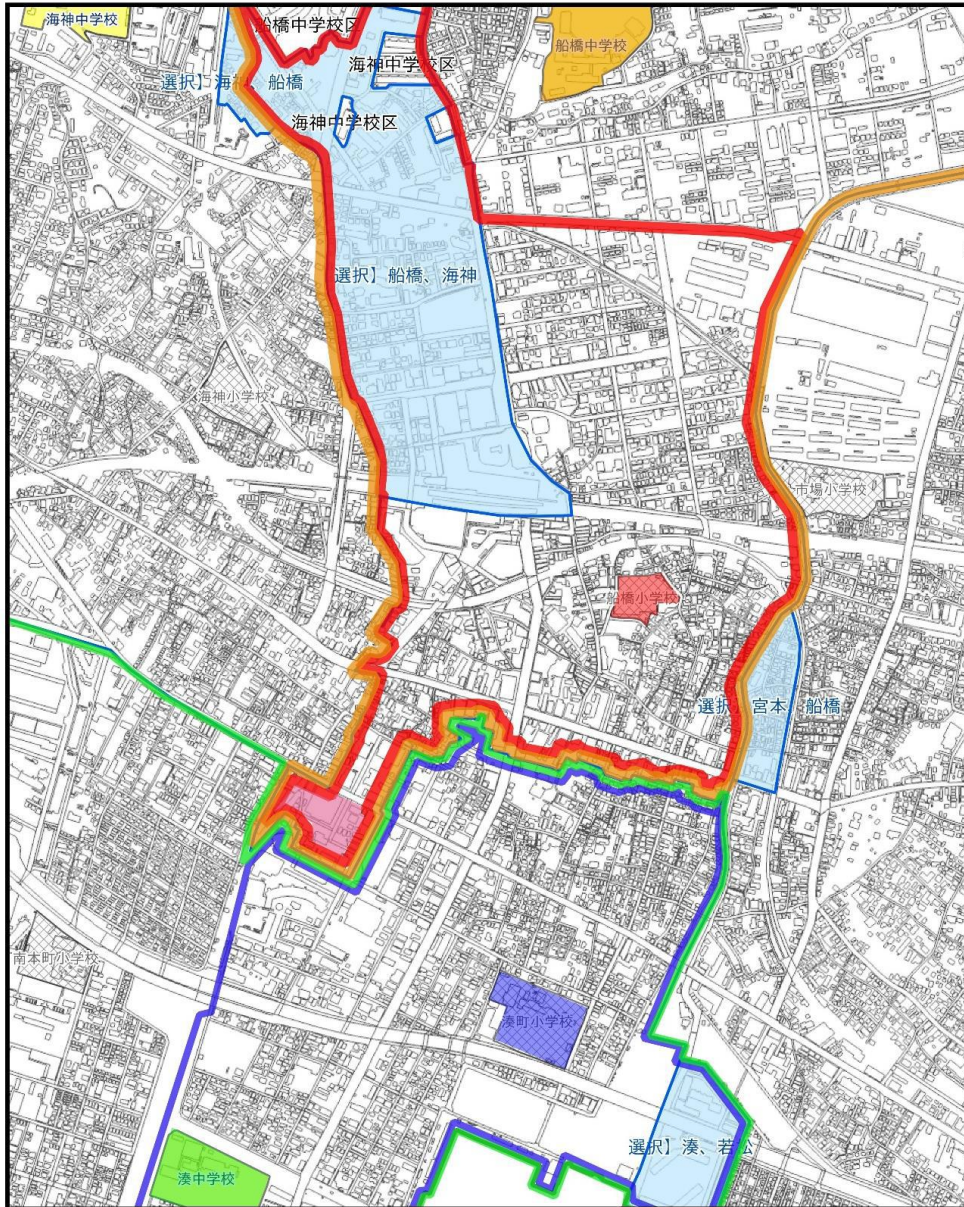 海神中学校
船橋中学校区
船橋中学校
海神中学校区
選択】海神、船橋
海神中学校区
選択】船橋、海神
海神小学校
市場小学校
船橋小学校
選択】宮本、船橋
南本町小学校
湊町小学校
選択】湊、若松
湊中学校